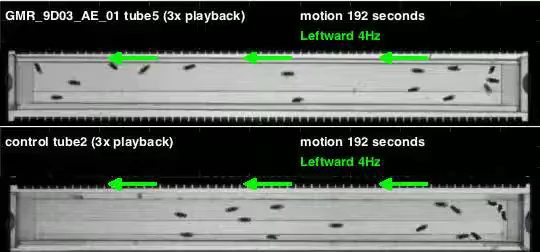 GMR_9D03_AE_01 tube5 (3x playback) motion 192 seconds
Leftward 4Hz
control tube2 (3x playback) motion 192 seconds
Leftward 4Hz